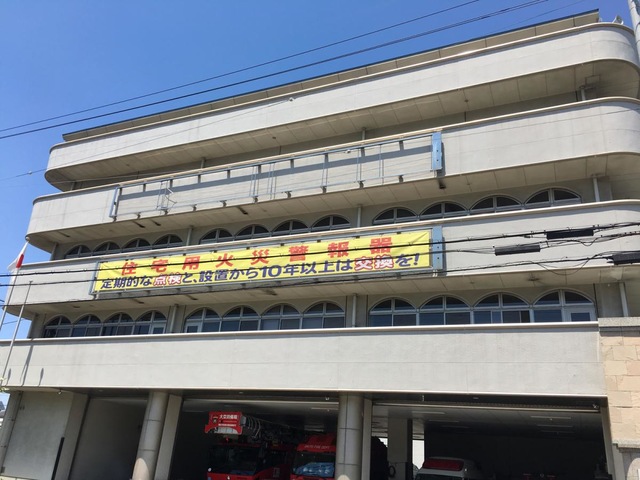 住宅用火災警報器
定期的な点検と、設置から10年以上は交換を!